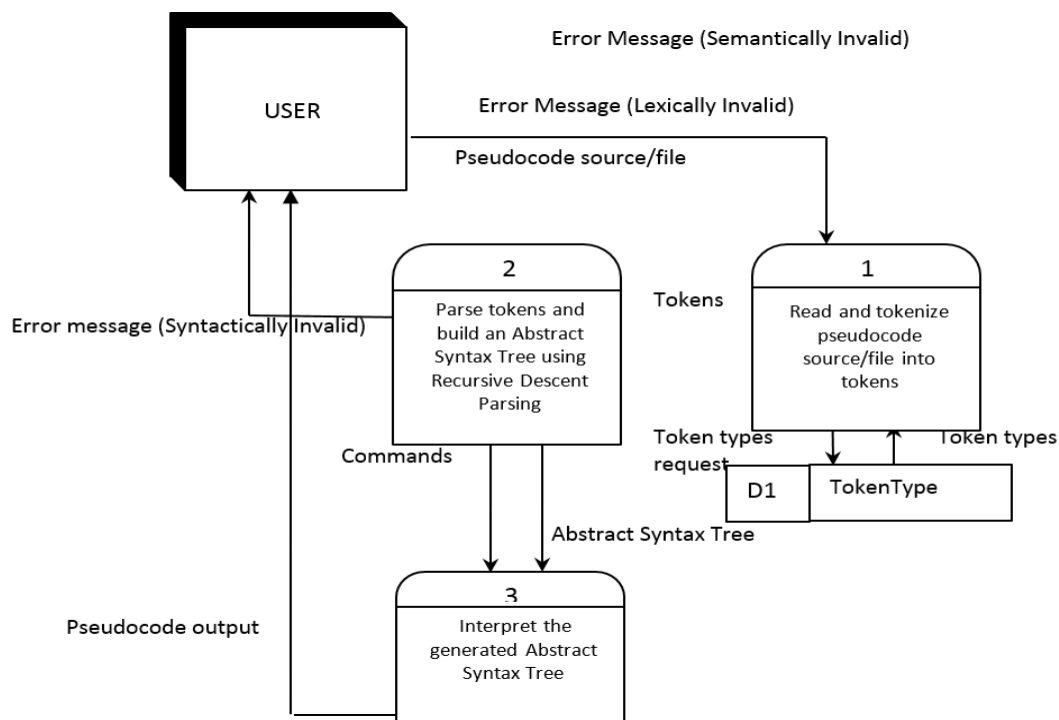 Error Message (Semantically Invalid)
USER
Error Message (Lexically Invalid)
Pseudocode source/file
2
Parse tokens and
build an Abstract
Syntax Tree using
Recursive Descent
Parsing
Tokens
1
Read and tokenize
pseudocode
source/file into
tokens
Error message (Syntactically Invalid)
Commands
Token types
request
Token types
D1
TokenType
Abstract Syntax Tree
3
Interpret the
generated Abstract
Syntax Tree
Pseudocode output